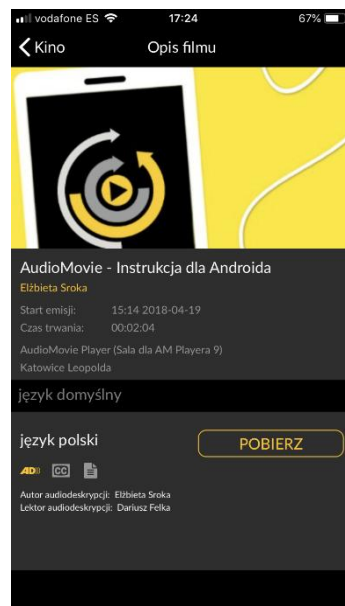 vodafone ES 17:24 67%
Kino Opis filmu
AudioMovie - Instrukcja dla Androida
Elżbieta Sroka
Start emisji: 15:14 2018-04-19
Czas trwania: 00:02:04
AudioMovie Player (Sala dla AM Playera 9)
Katowice Leopolda
język domyślny
język polski POBIERZ
AD CC
Autor audiodeskrypcji: Elżbieta Sroka
Lektor audiodeskrypcji: Dariusz Felka